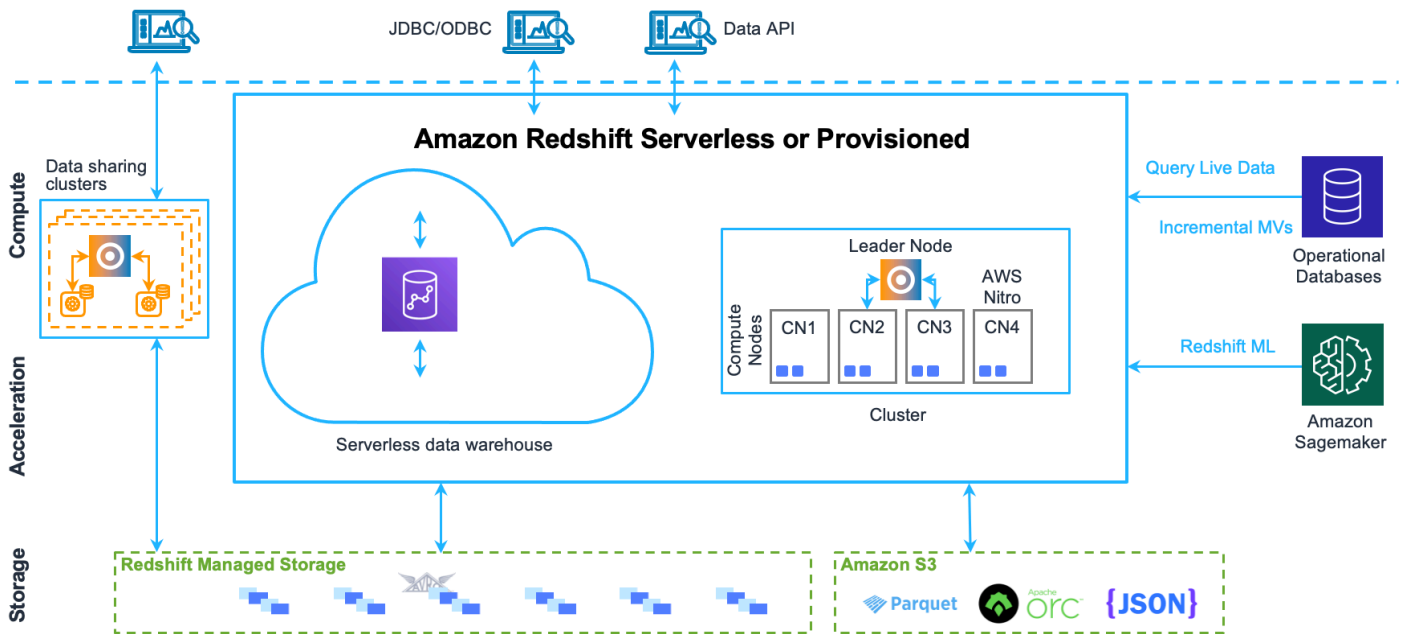 JDBC/ODBC
Data API
Amazon Redshift Serverless or Provisioned
Compute
Data sharing
clusters
Query Live Data
Incremental MVs
Operational
Databases
Leader Node
AWS
Nitro
Compute
Nodes
CN1
CN2
CN3
CN4
Cluster
Redshift ML
Amazon
Sagemaker
Acceleration
Serverless data warehouse
Storage
Redshift Managed Storage
AVRO
Amazon S3
Parquet
Apache
orc
{JSON}